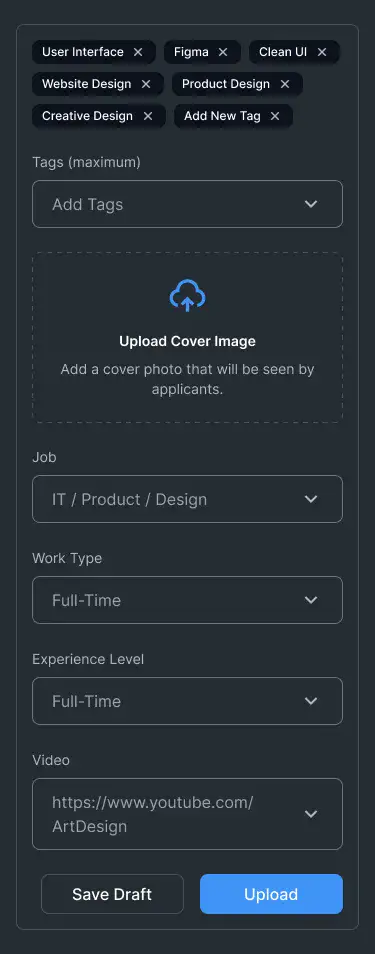 User Interface Figma Clean UI
Website Design Product Design
Creative Design Add New Tag
Tags (maximum)
Add Tags
Upload Cover Image
Add a cover photo that will be seen by
applicants.
Job
IT / Product / Design
Work Type
Full-Time
Experience Level
Full-Time
Video
https://www.youtube.com/
ArtDesign
Save Draft Upload